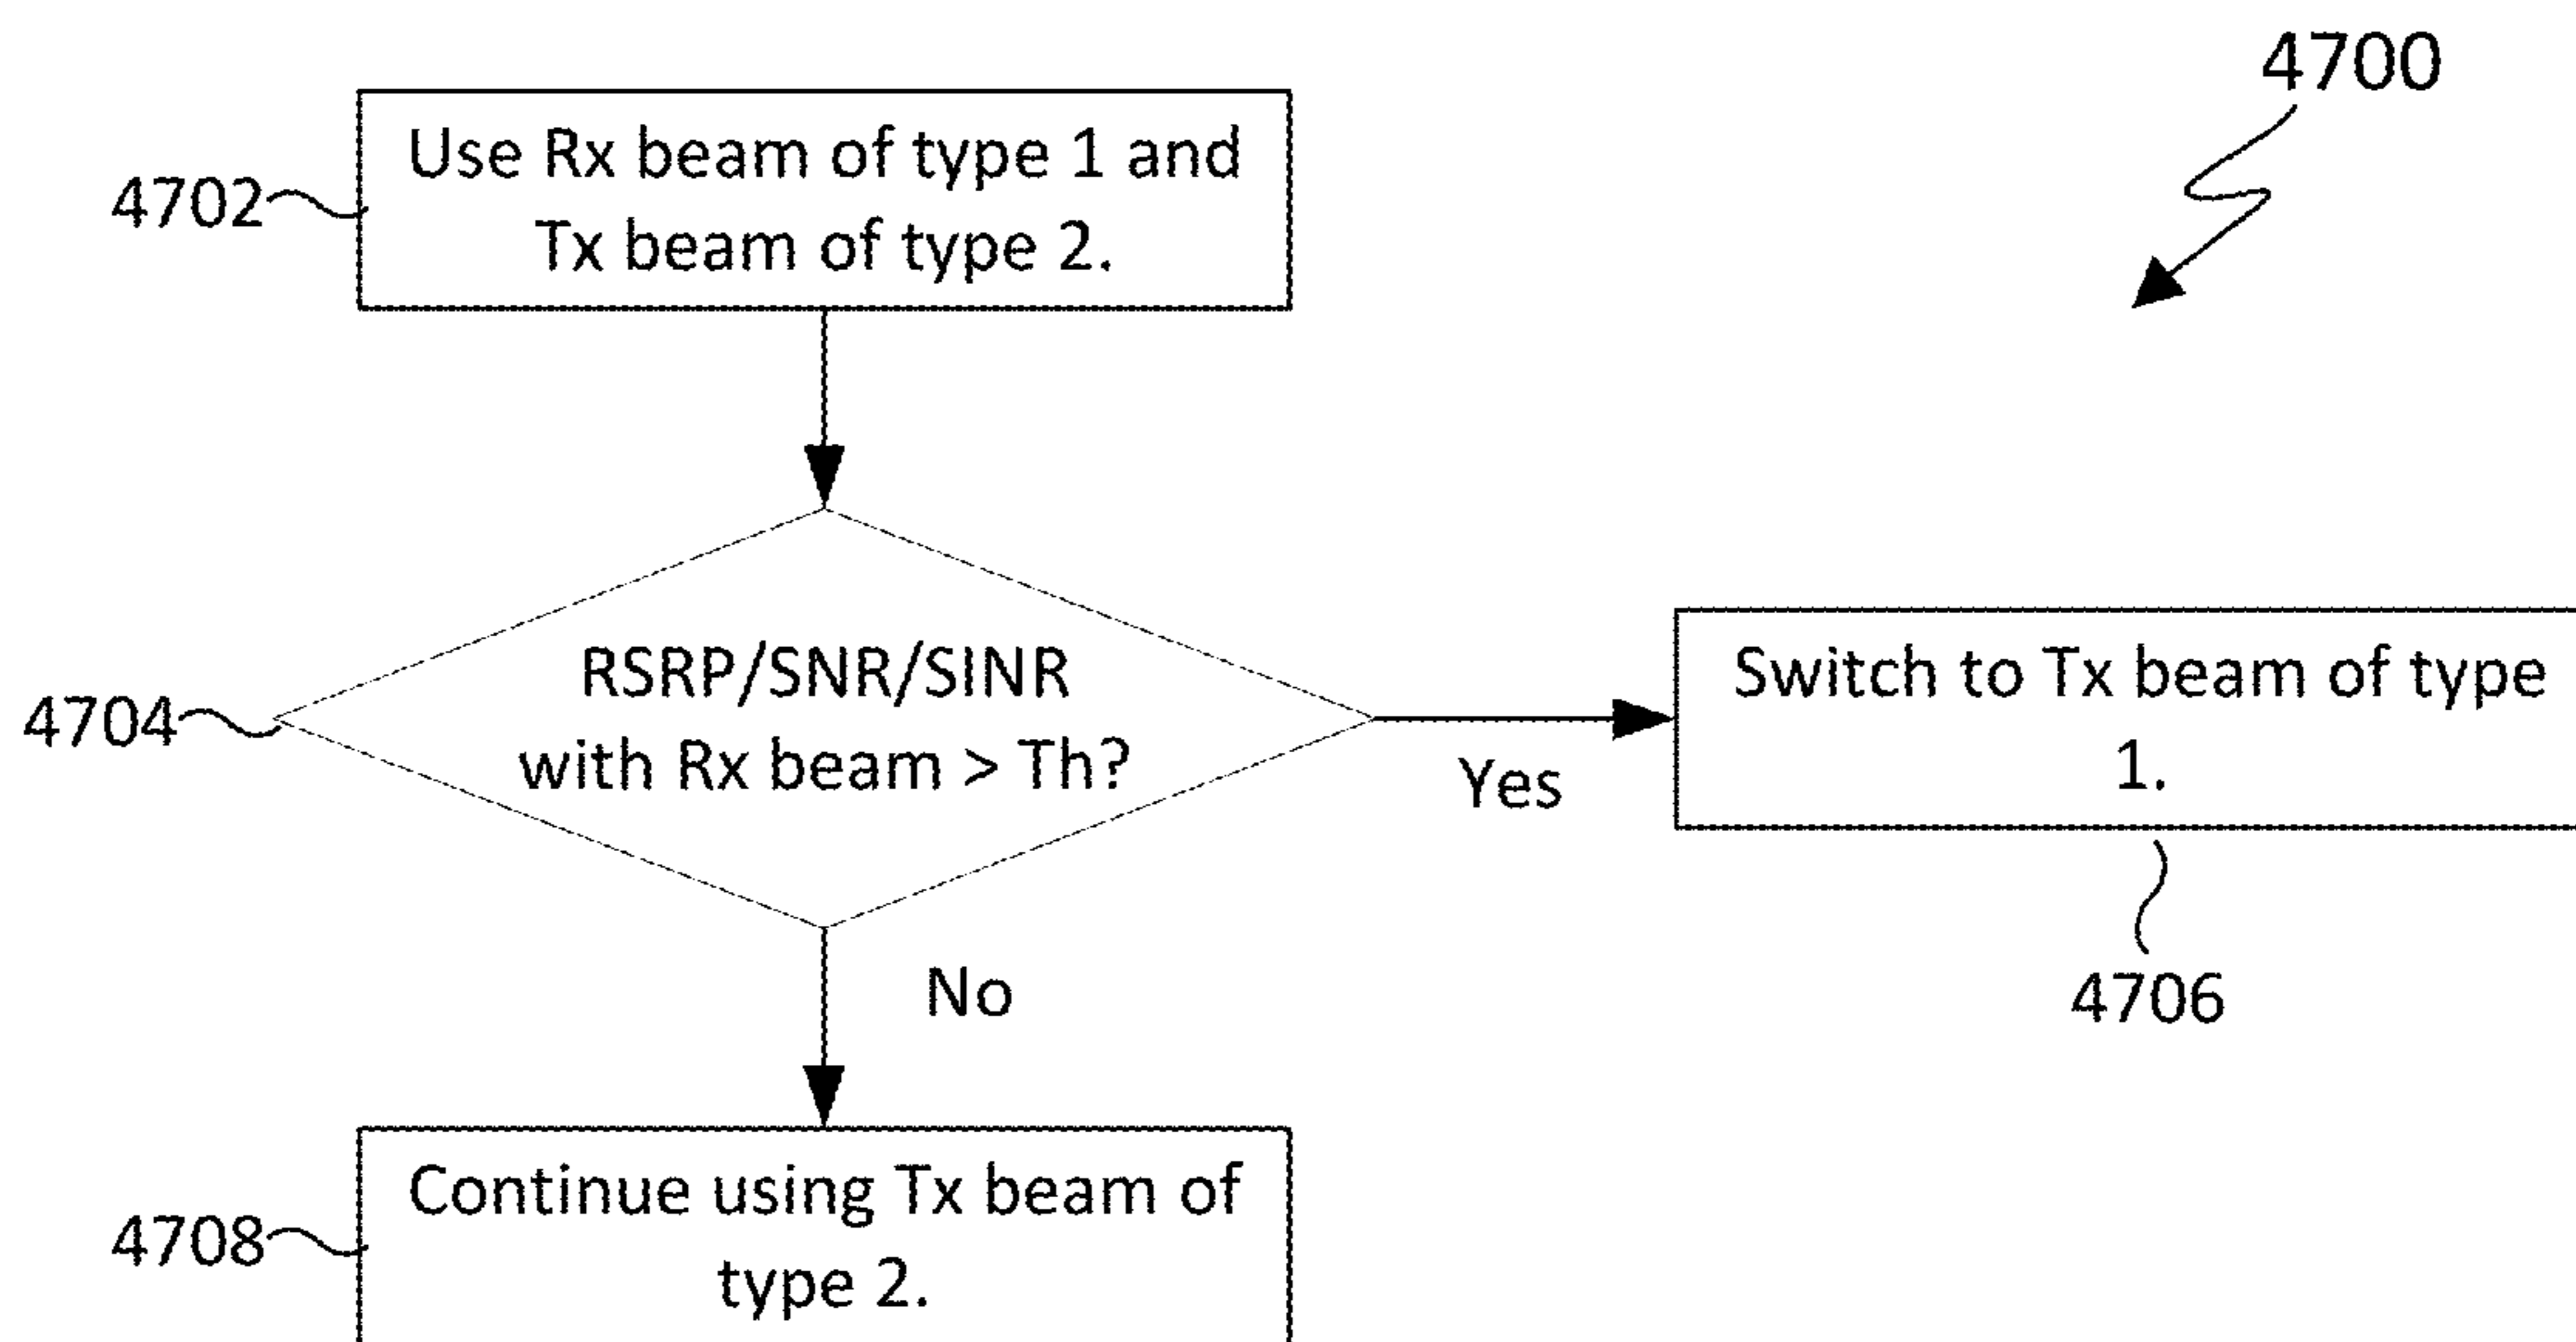 4700
4702
Use Rx beam of type 1 and
Tx beam of type 2.
4704
RSRP/SNR/SINR
with Rx beam > Th?
Yes
Switch to Tx beam of type
1.
4706
No
4708
Continue using Tx beam of
type 2.